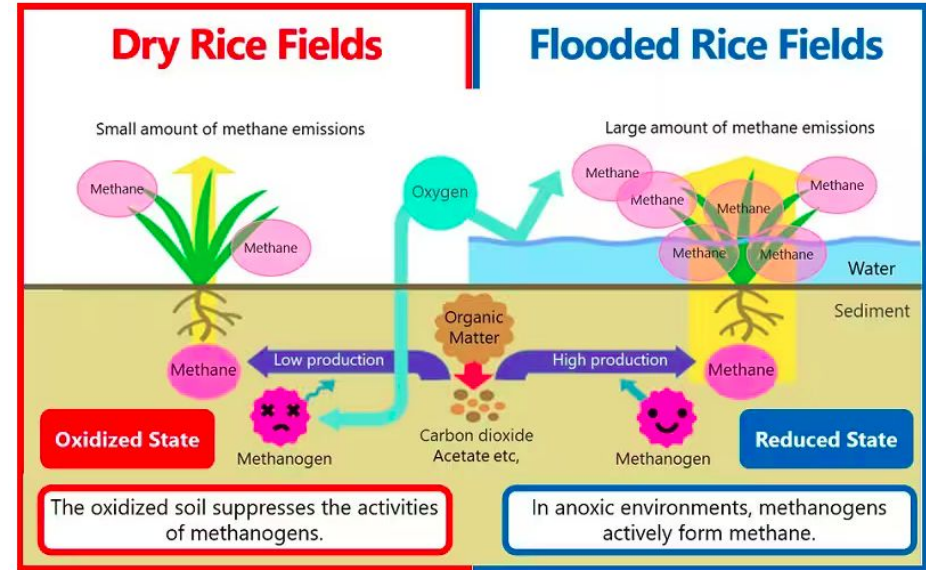 Dry Rice Fields
Flooded Rice Fields
Small amount of methane emissions
Large amount of methane emissions
Methane
Methane
Oxygen
Methane
Methane
Methane
Methane
Methane
Methane
Water
Sediment
Organic
Matter
Methane
Low production
High production
Methane
Oxidized State
Methanogen
Carbon dioxide
Acetate etc,
Methanogen
Reduced State
The oxidized soil suppresses the activities
of methanogens.
In anoxic environments, methanogens
actively form methane.